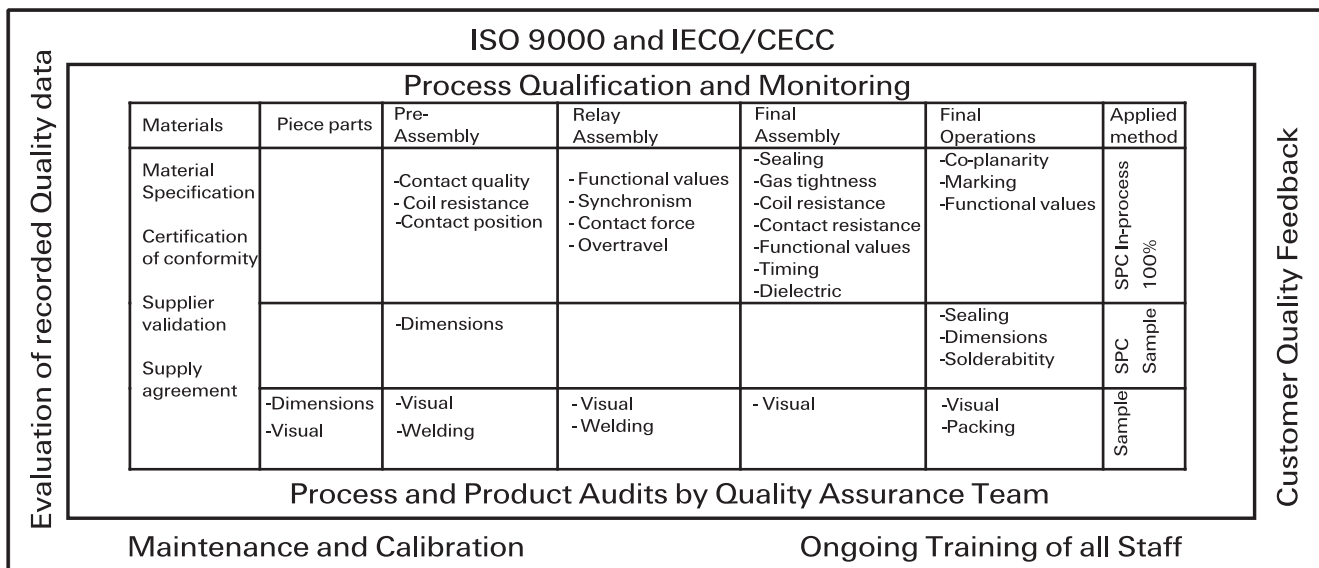 ISO 9000 and IECQ/CECC
Evaluation of recorded Quality data
Process Qualification and Monitoring
Materials
Piece parts
Pre-
Assembly
Relay
Assembly
Final
Assembly
Final
Operations
Applied
method
Material
Specification
Certification
of conformity
Supplier
validation
Supply
agreement
-Contact quality
- Coil resistance
-Contact position
- Functional values
- Synchronism
- Contact force
- Overtravel
-Sealing
- Gas tightness
-Coil resistance
-Contact resistance
-Functional values
-Timing
-Dielectric
-Co-planarity
-Marking
-Functional values
SPC In-process
100%
-Dimensions
-Sealing
-Dimensions
-Solderabitity
SPC
Sample
-Dimensions
-Visual
-Visual
-Welding
- Visual
- Welding
- Visual
-Visual
-Packing
Sample
Process and Product Audits by Quality Assurance Team
Customer Quality Feedback
Maintenance and Calibration
Ongoing Training of all Staff